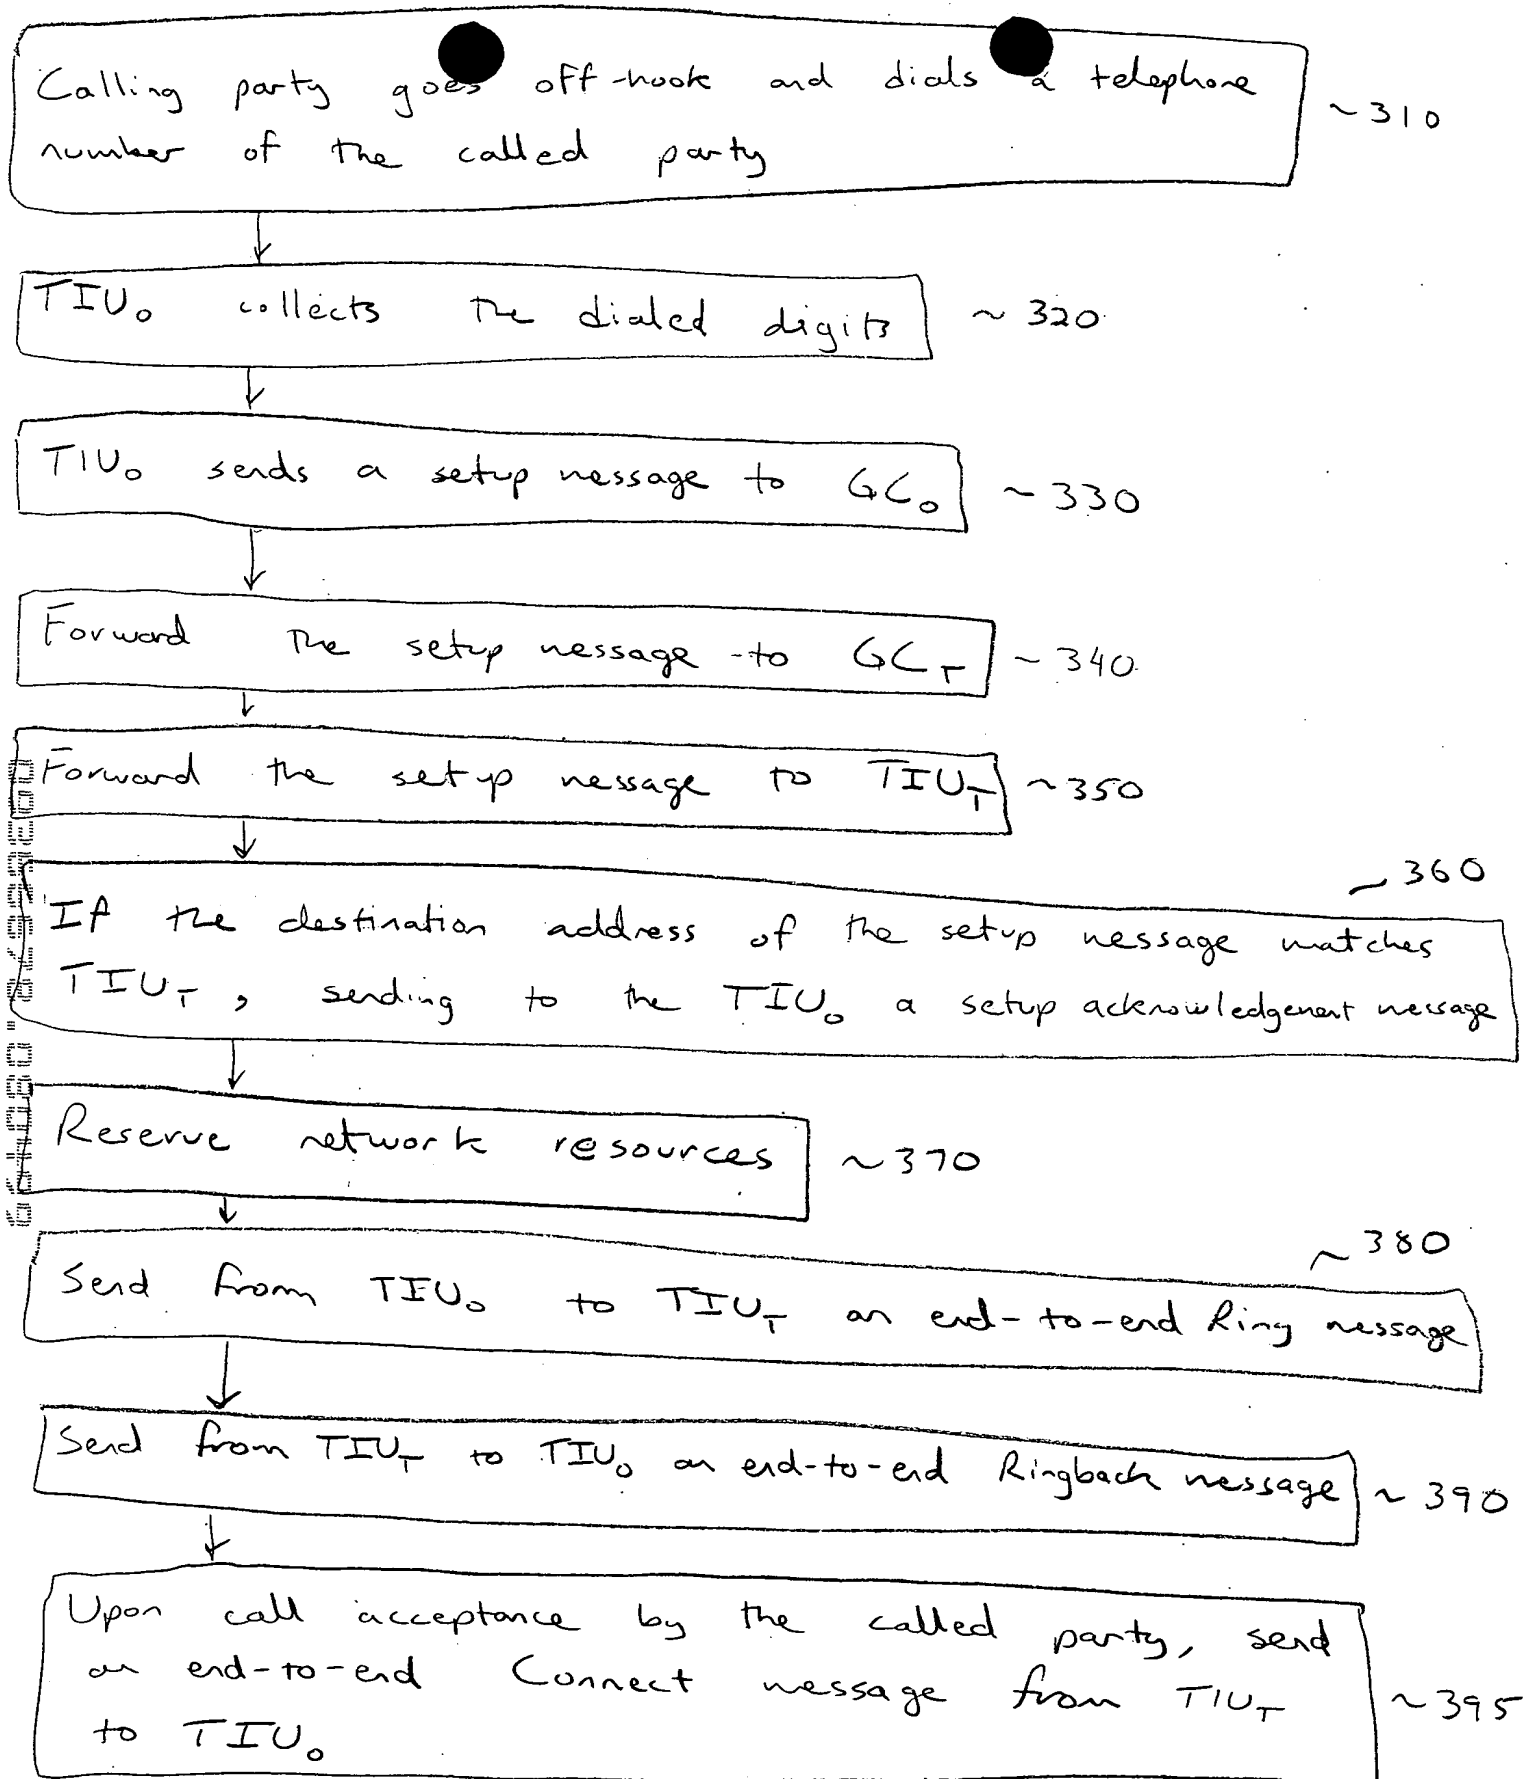 Calling party goes off-hook and dials a telephone ~310
number of the called party
TIU₀ collects the dialed digits ~320
TIU₀ sends a setup message to GC₀ ~330
Forward the setup message to GC_T ~340
Forward the setup message to TIU_T ~350
~360
If the destination address of the setup message matches
TIU_T, sending to the TIU₀ a setup acknowledgement message
Reserve network resources ~370
~380
Send from TIU₀ to TIU_T an end-to-end Ring message
Send from TIU_T to TIU₀ an end-to-end Ringback message ~390
Upon call acceptance by the called party, send
an end-to-end Connect message from TIU_T ~395
to TIU₀